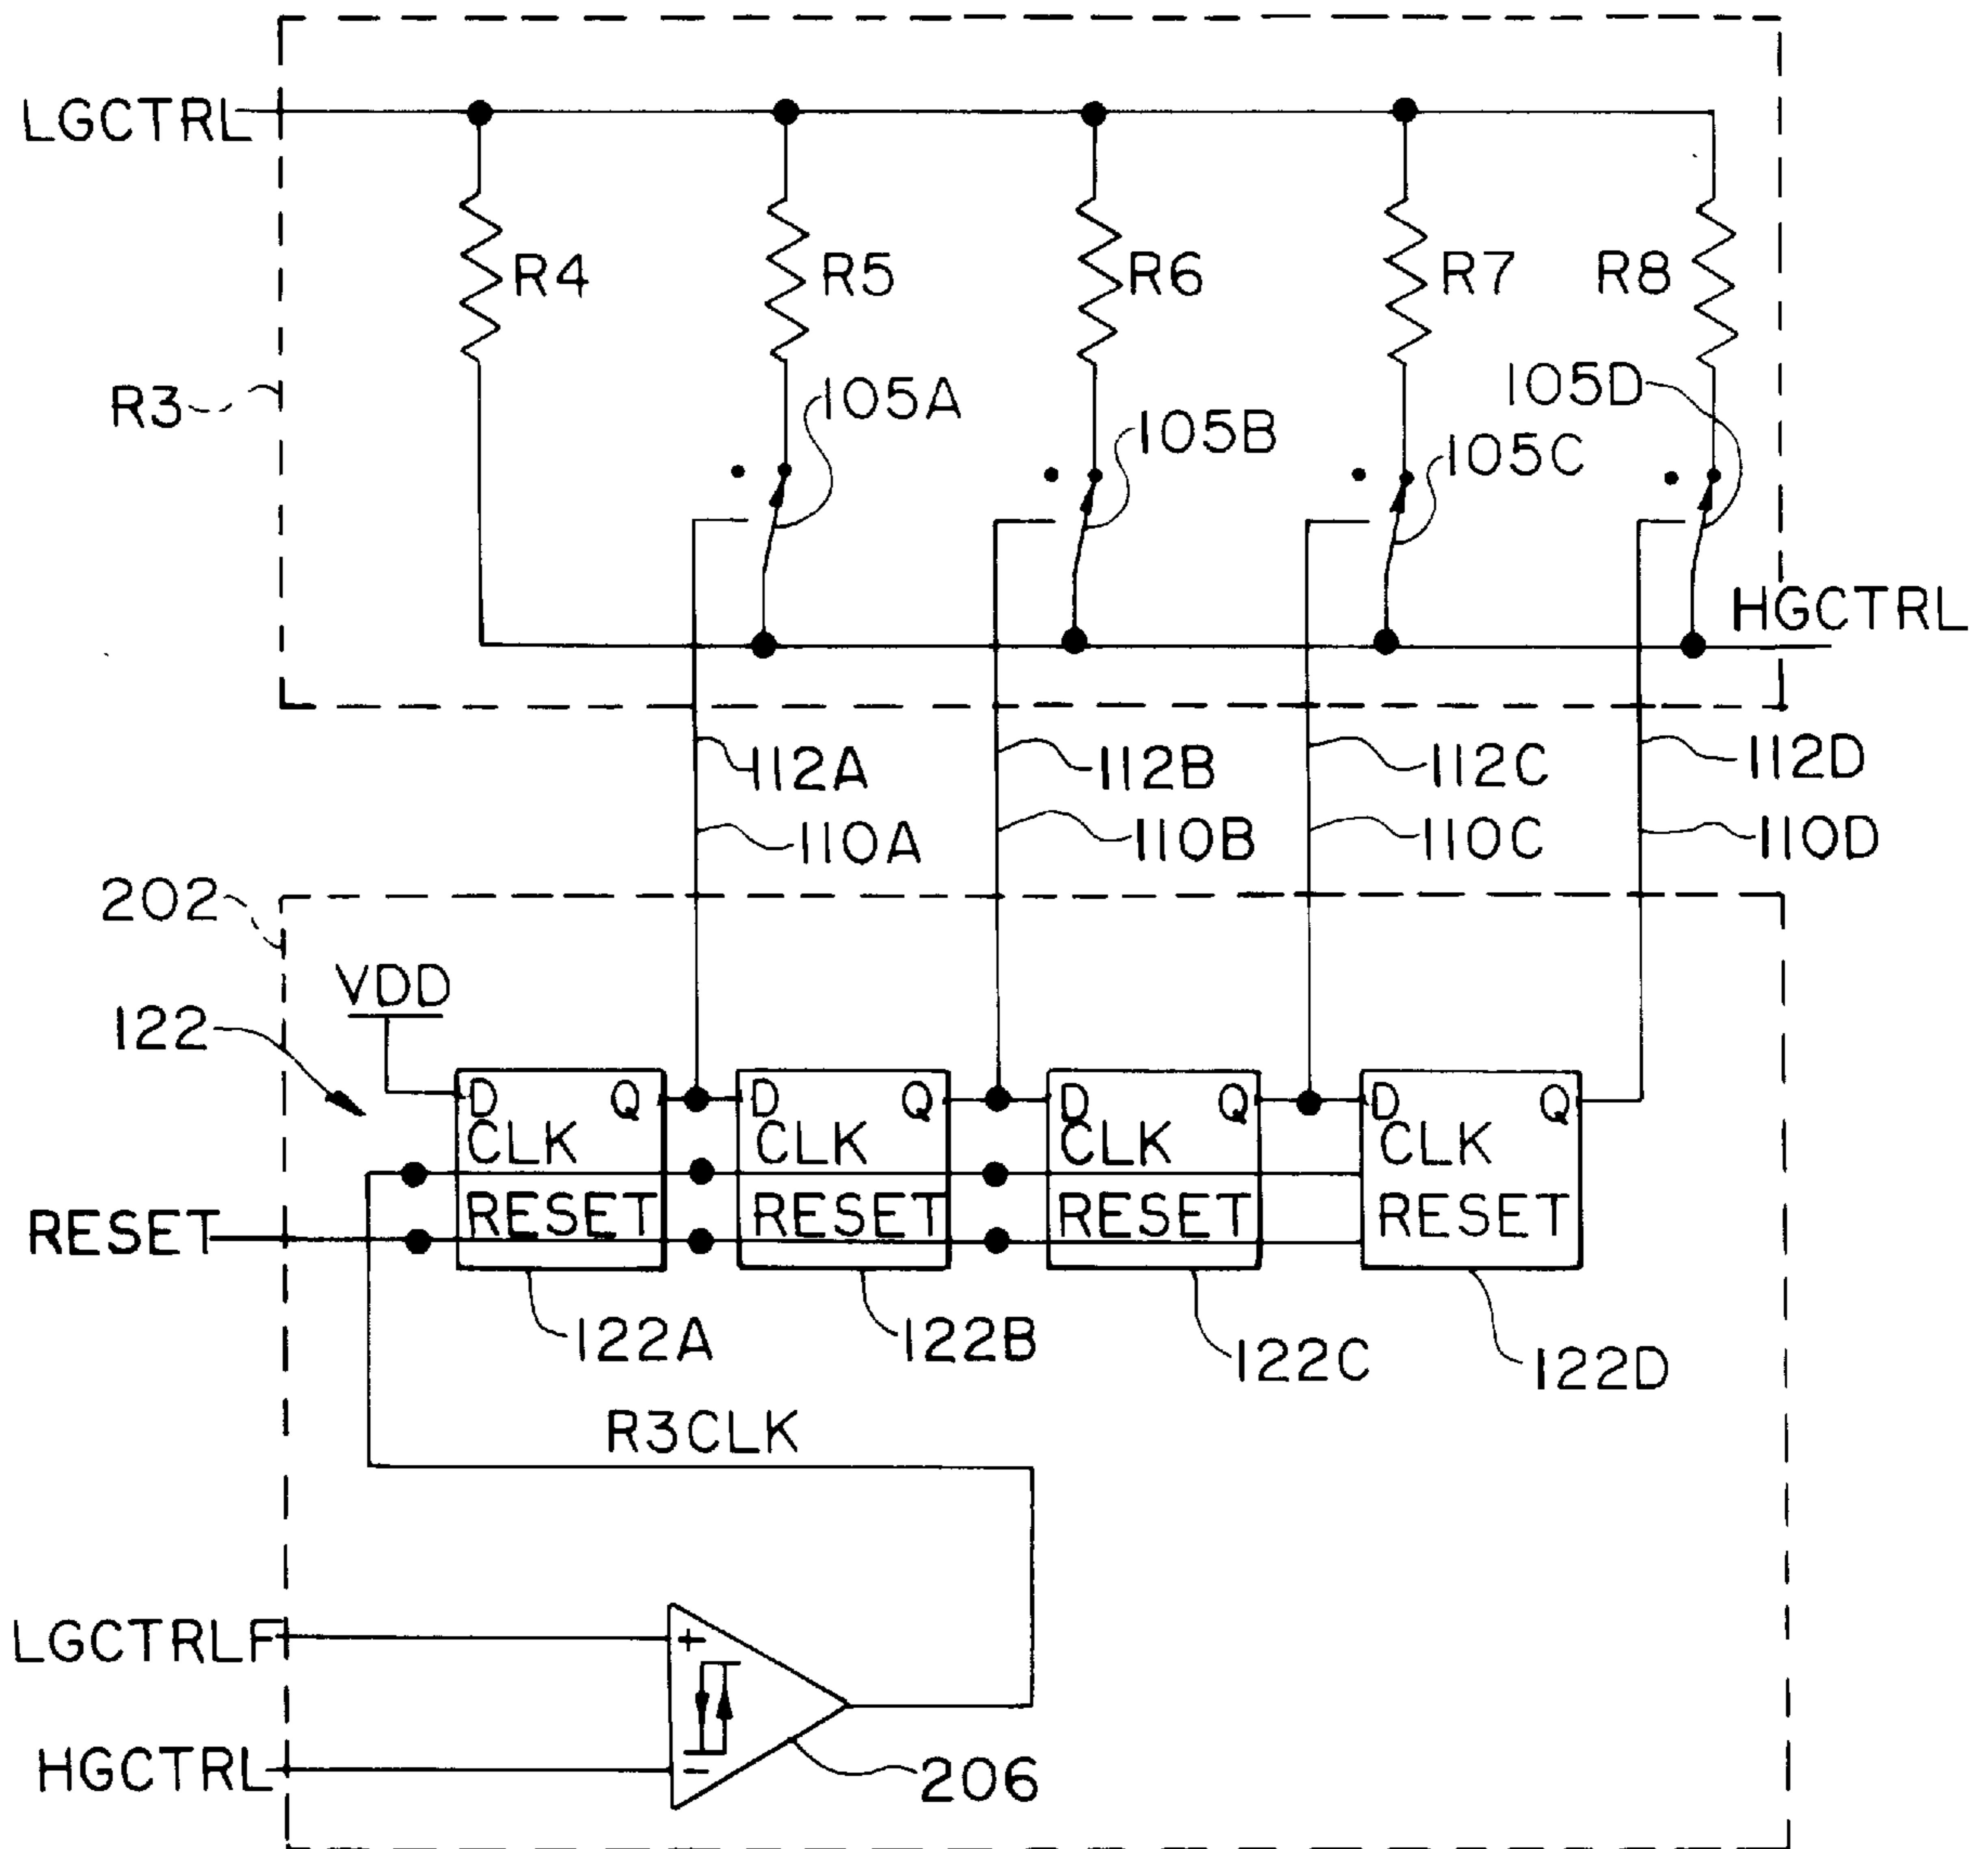 LGCTRL
R4 R5 R6 R7 R8
R3
105A 105B 105C 105D
HGCTRL
112A 112B 112C 112D
110A 110B 110C 110D
202
VDD
122
D Q D Q D Q D Q
CLK CLK CLK CLK
RESET RESET RESET RESET RESET
122A 122B 122C 122D
R3CLK
LGCTRLF
+
HGCTRL
−
206